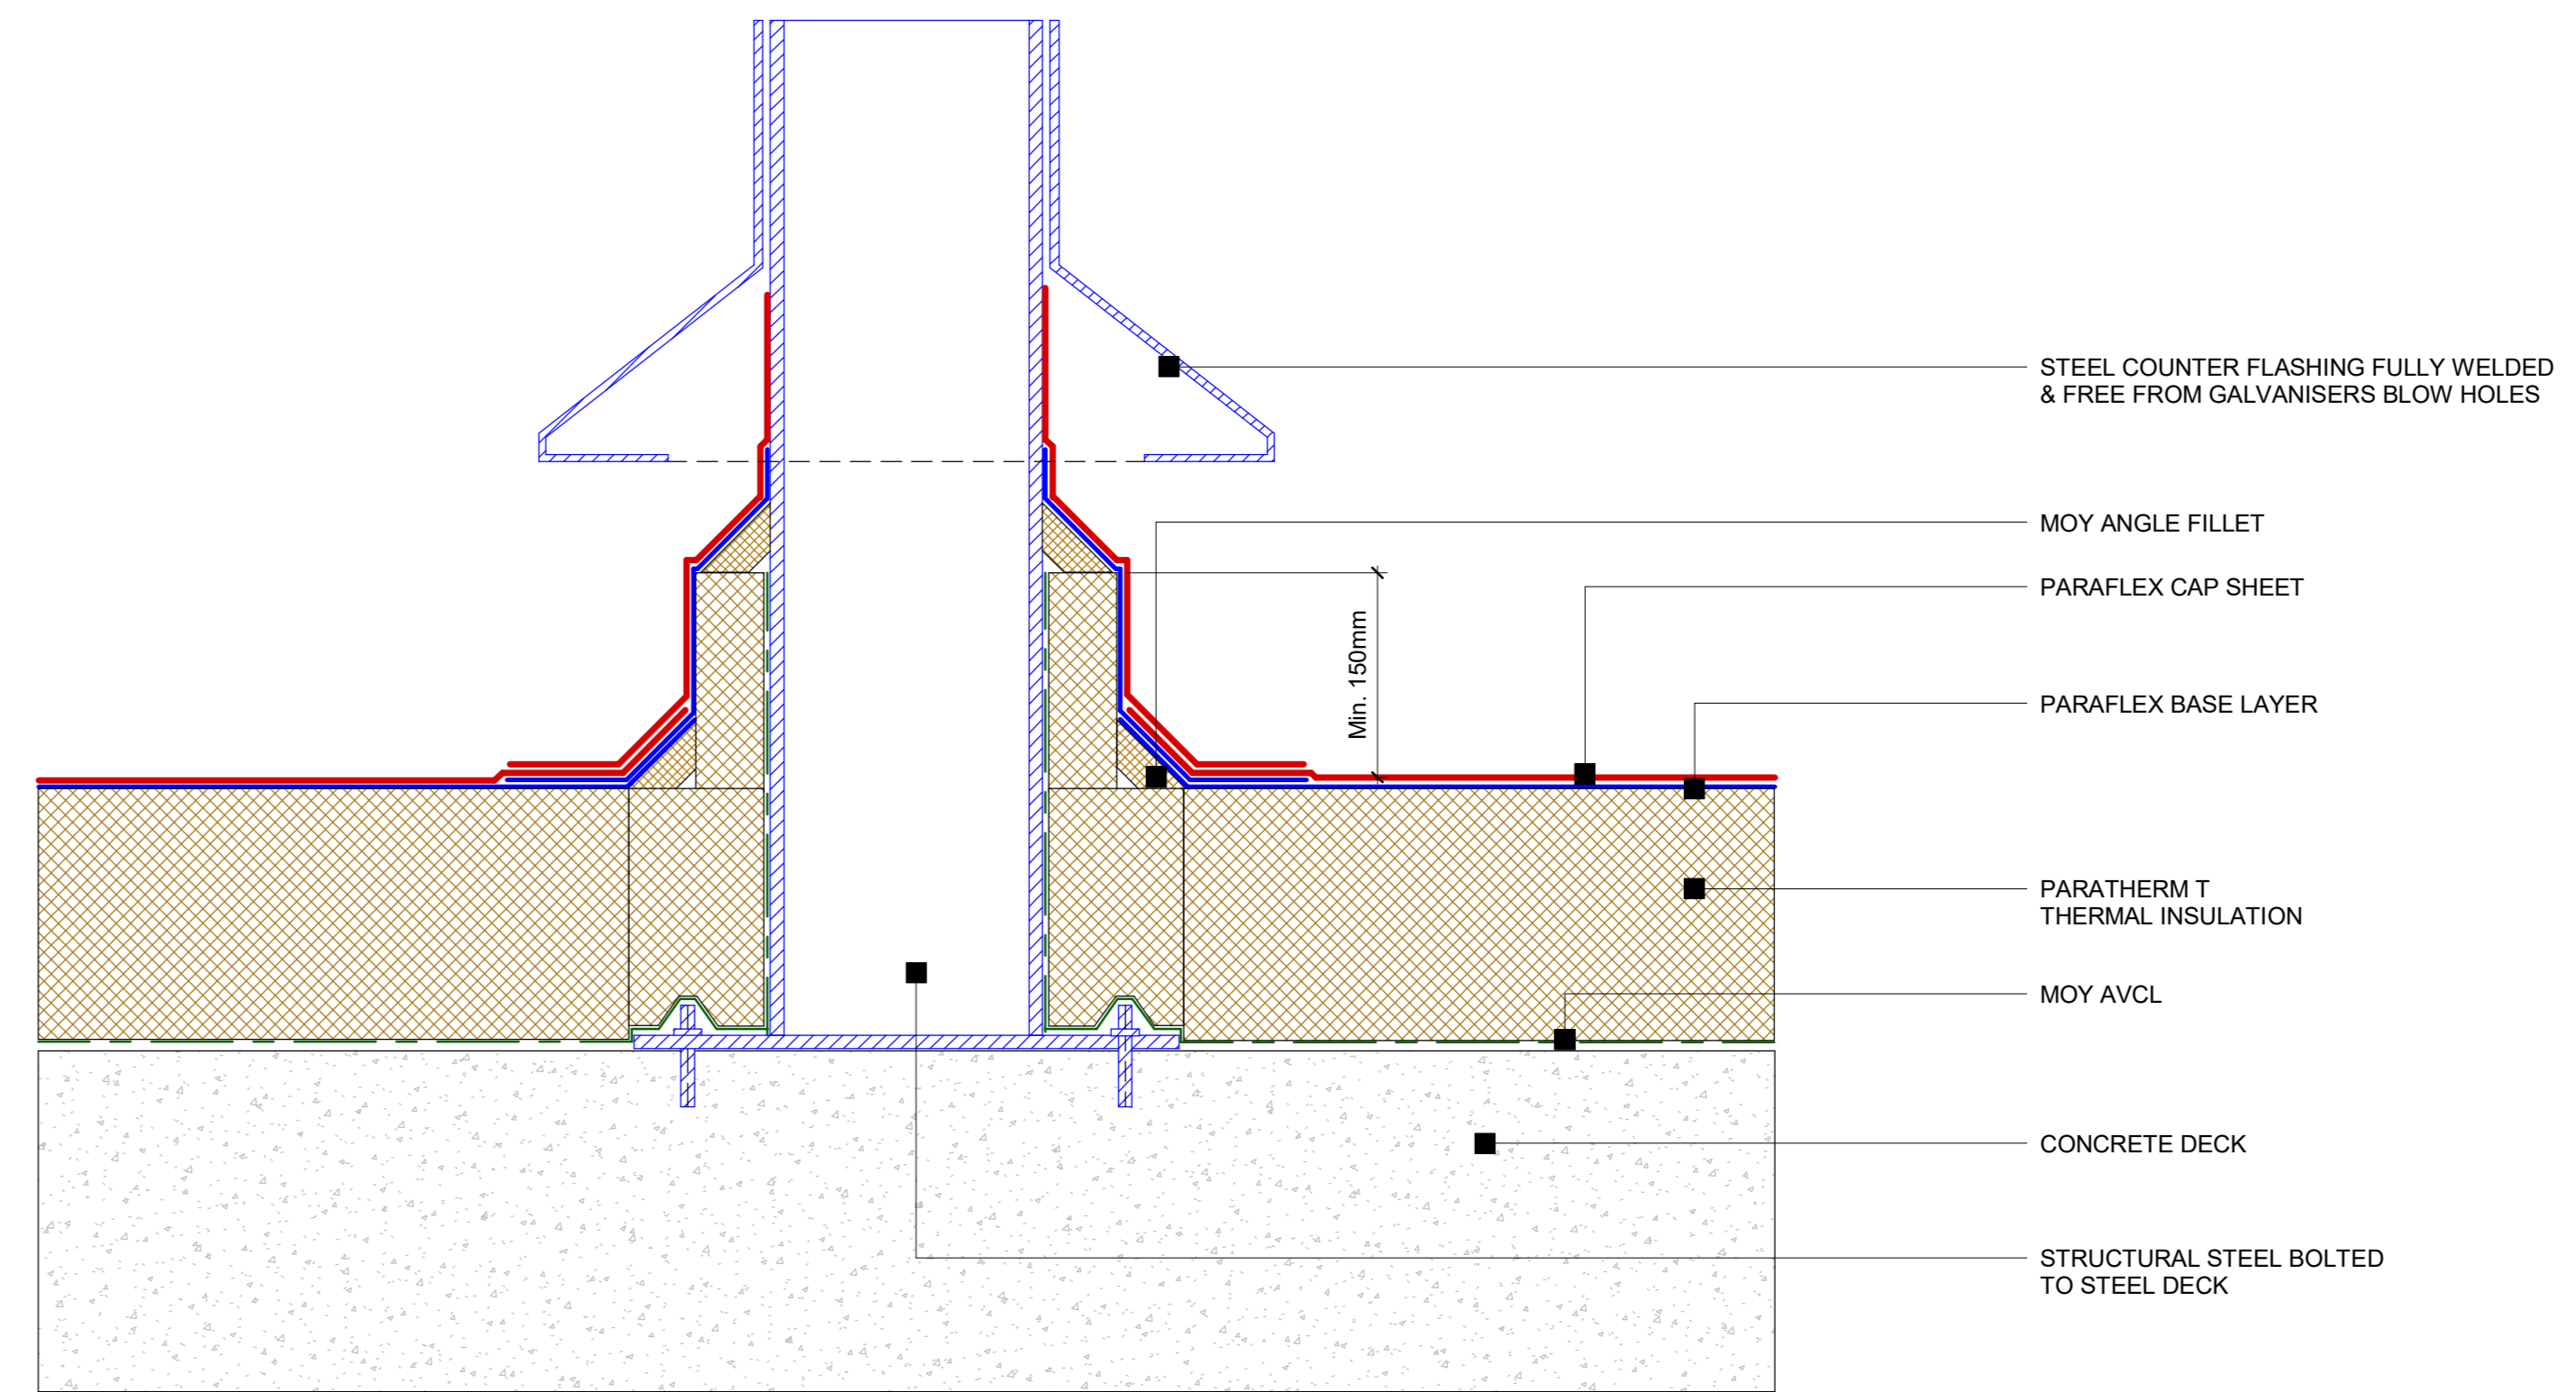 STEEL COUNTER FLASHING FULLY WELDED
& FREE FROM GALVANISERS BLOW HOLES
MOY ANGLE FILLET
PARAFLEX CAP SHEET
Min. 150mm
PARAFLEX BASE LAYER
PARATHERM T
THERMAL INSULATION
MOY AVCL
CONCRETE DECK
STRUCTURAL STEEL BOLTED
TO STEEL DECK